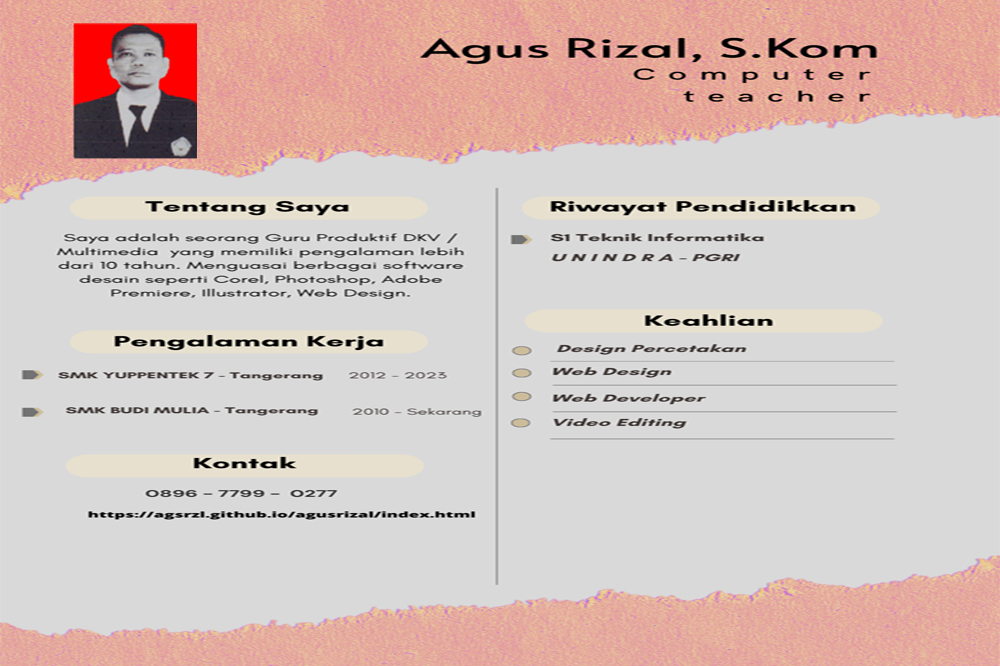 Agus Rizal, S.Kom
Computer
teacher
Tentang Saya
Saya adalah seorang Guru Produktif DKV /
Multimedia yang memiliki pengalaman lebih
dari 10 tahun. Menguasai berbagai software
desain seperti Corel, Photoshop, Adobe
Premiere, Illustrator, Web Design.
Pengalaman Kerja
SMK YUPPENTEK 7 - Tangerang 2012 - 2023
SMK BUDI MULIA - Tangerang 2010 - Sekarang
Kontak
0896 - 7799 - 0277
https://agsrzl.github.io/agusrizal/index.html
Riwayat Pendidikkan
S1 Teknik Informatika
U N I N D R A - PGRI
Keahlian
Design Percetakan
Web Design
Web Developer
Video Editing